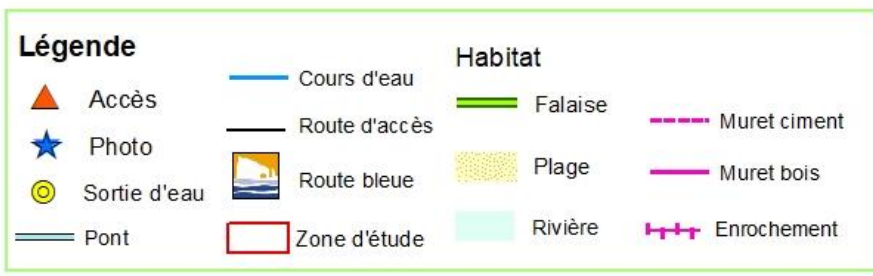 Légende
Accès
Photo
Sortie d'eau
Pont
Cours d'eau
Route d'accès
Route bleue
Zone d'étude
Habitat
Falaise
Plage
Rivière
Muret ciment
Muret bois
Enrochement